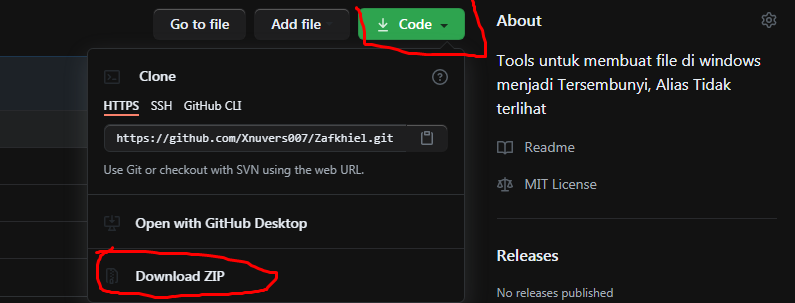 Go to file
Add file
Code
Clone
HTTPS SSH GitHub CLI
https://github.com/Xnuvers007/Zafkhiel.git
Use Git or checkout with SVN using the web URL.
Open with GitHub Desktop
Download ZIP
About
Tools untuk membuat file di windows
menjadi Tersembunyi, Alias Tidak
terlihat
Readme
MIT License
Releases
No releases published